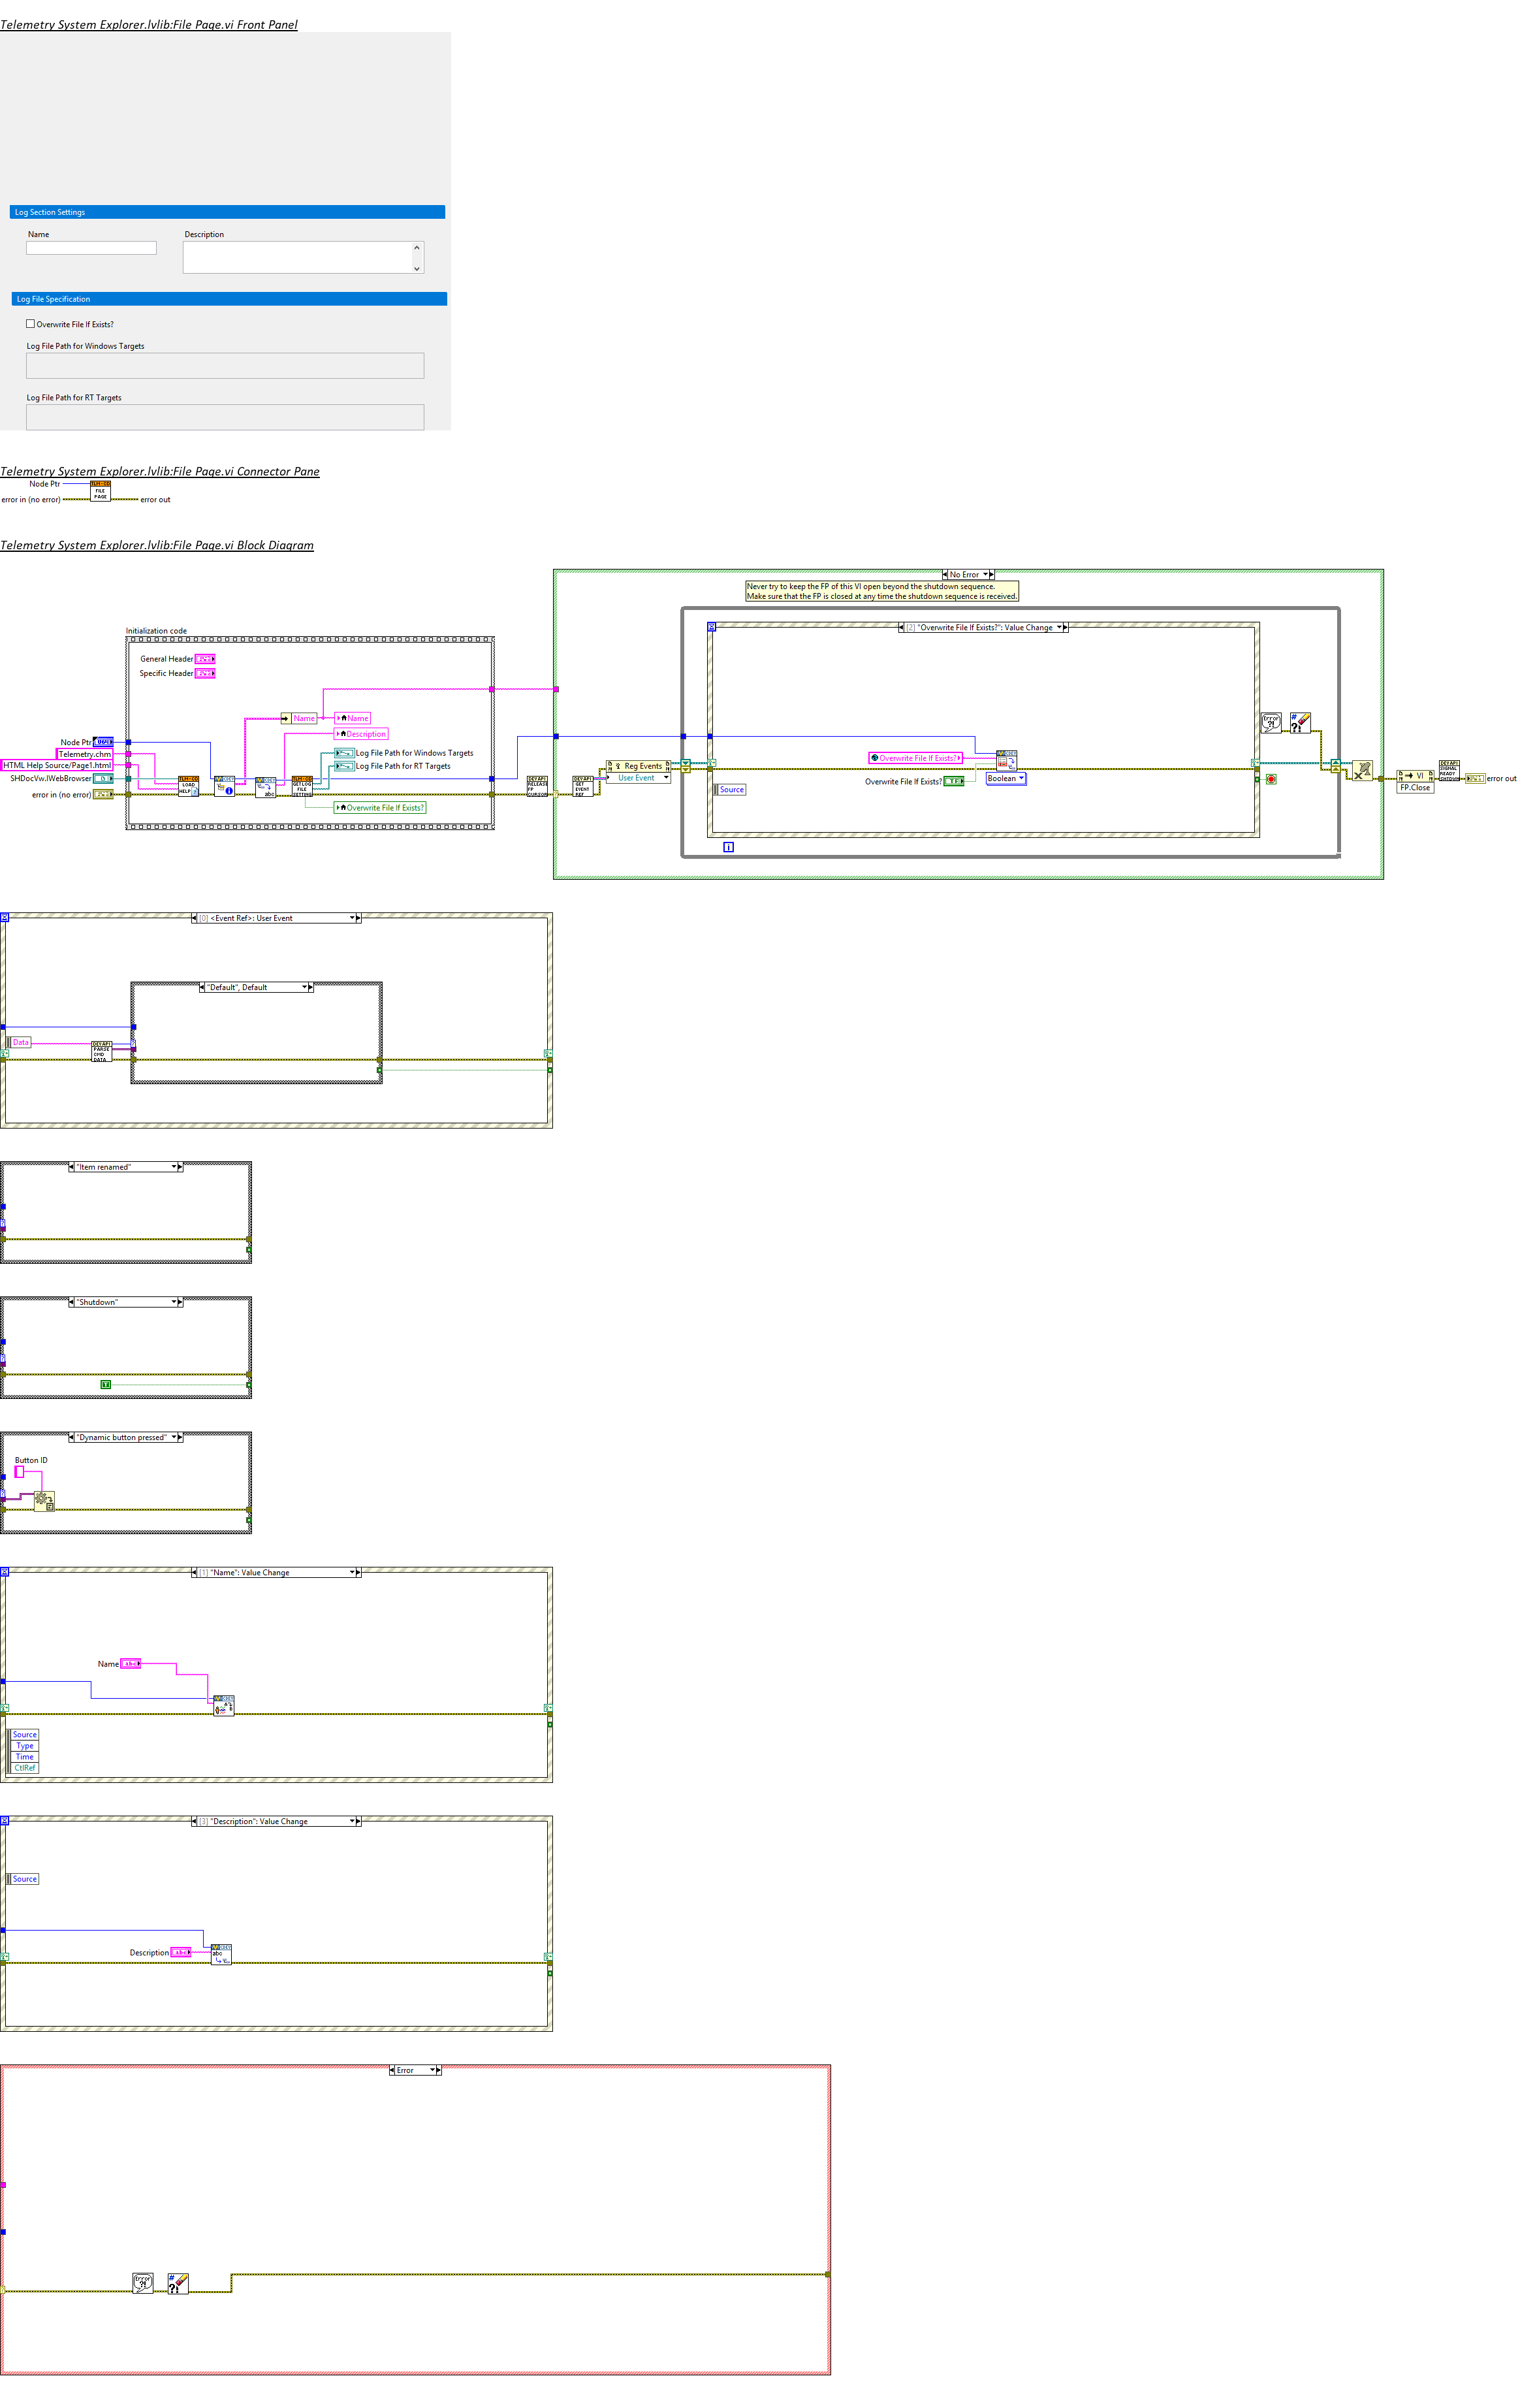 Telemetry System Explorer.lvlib:File Page.vi Front Panel
Log Section Settings
Name
Description
Log File Specification
Overwrite File If Exists?
Log File Path for Windows Targets
Log File Path for RT Targets
Telemetry System Explorer.lvlib:File Page.vi Connector Pane
Node Ptr
TLM-CD
FILE
PAGE
error in (no error)
error out
Telemetry System Explorer.lvlib:File Page.vi Block Diagram
No Error
Never try to keep the FP of this VI open beyond the shutdown sequence.
Make sure that the FP is closed at any time the shutdown sequence is received.
[2] "Overwrite File If Exists?": Value Change
Initialization code
General Header
Specific Header
Name
Name
Description
Node Ptr
U64
Telemetry.chm
HTML Help Source/Page1.html
SHDocVw.IWebBrowser
error in (no error)
LOAD
HELP
abc
Log File Path for Windows Targets
Log File Path for RT Targets
Overwrite File If Exists?
RELEASE
FP
CURSOR
GET
EVENT
REF
Reg Events
User Event
Overwrite File If Exists?
Overwrite File If Exists?
TF
Boolean
Source
i
Error
?!
#
?!
VI
FP.Close
error out
[0] <Event Ref>: User Event
"Default", Default
Data
PARSE
CMD
DATA
"Item renamed"
"Shutdown"
"Dynamic button pressed"
Button ID
[1] "Name": Value Change
Name
abc
Source
Type
Time
CtlRef
[3] "Description": Value Change
Source
Description
abc
abc
Error
Error
?!
#
?!